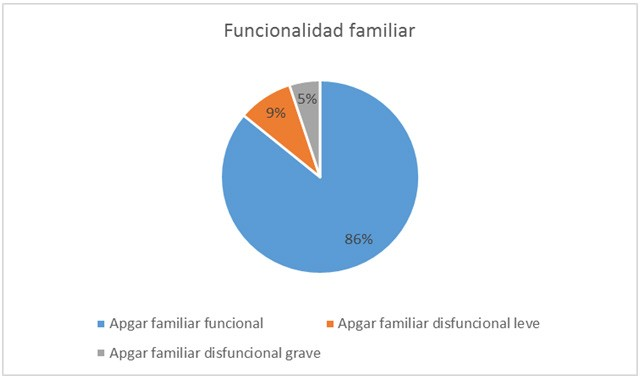 Funcionalidad familiar
5%
9%
86%
Apgar familiar funcional
Apgar familiar disfuncional leve
Apgar familiar disfuncional grave